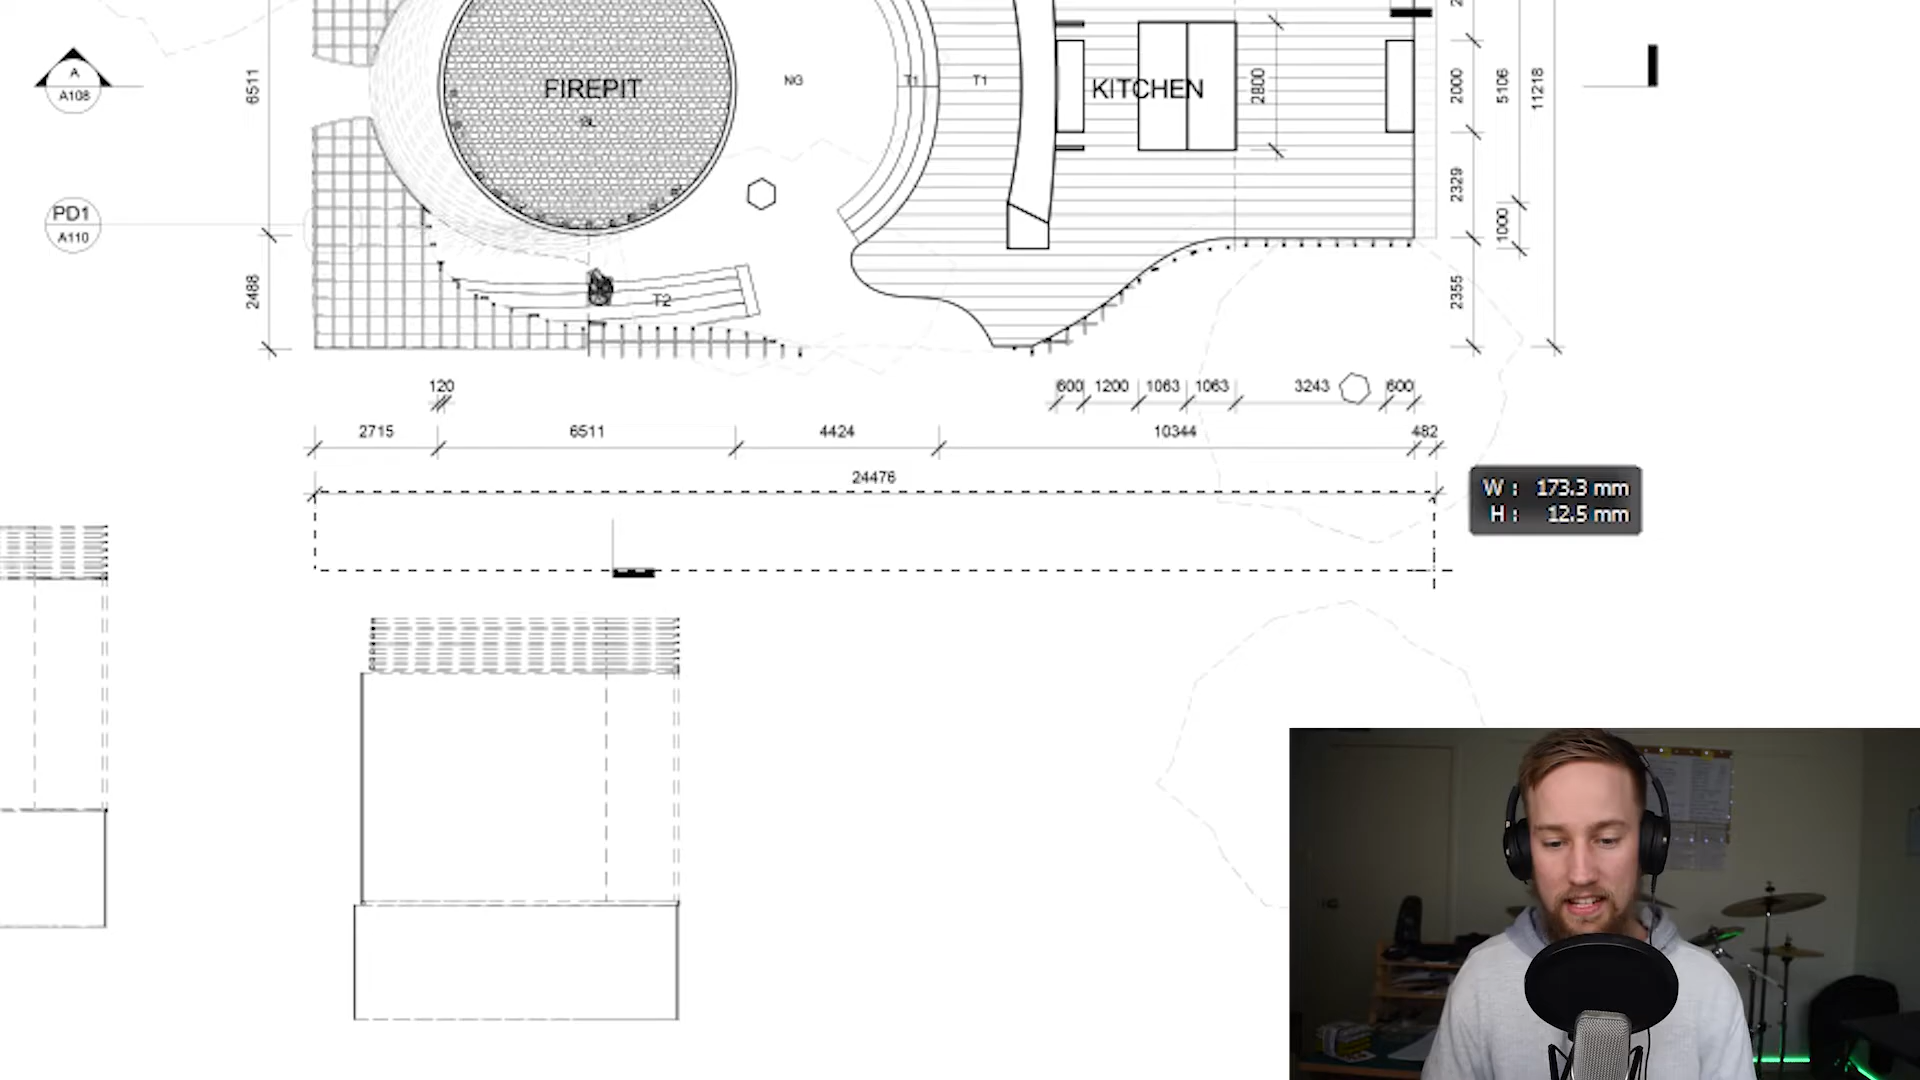 A
A108
6511
FIREPIT
GL
NG
T1
T1
KITCHEN
2800
2000
5106
11218
PD1
A110
2329
1000
2488
T2
2355
120
600
1200
1063
1063
3243
600
2715
6511
4424
10344
482
24476
W : 173.3 mm
H : 12.5 mm